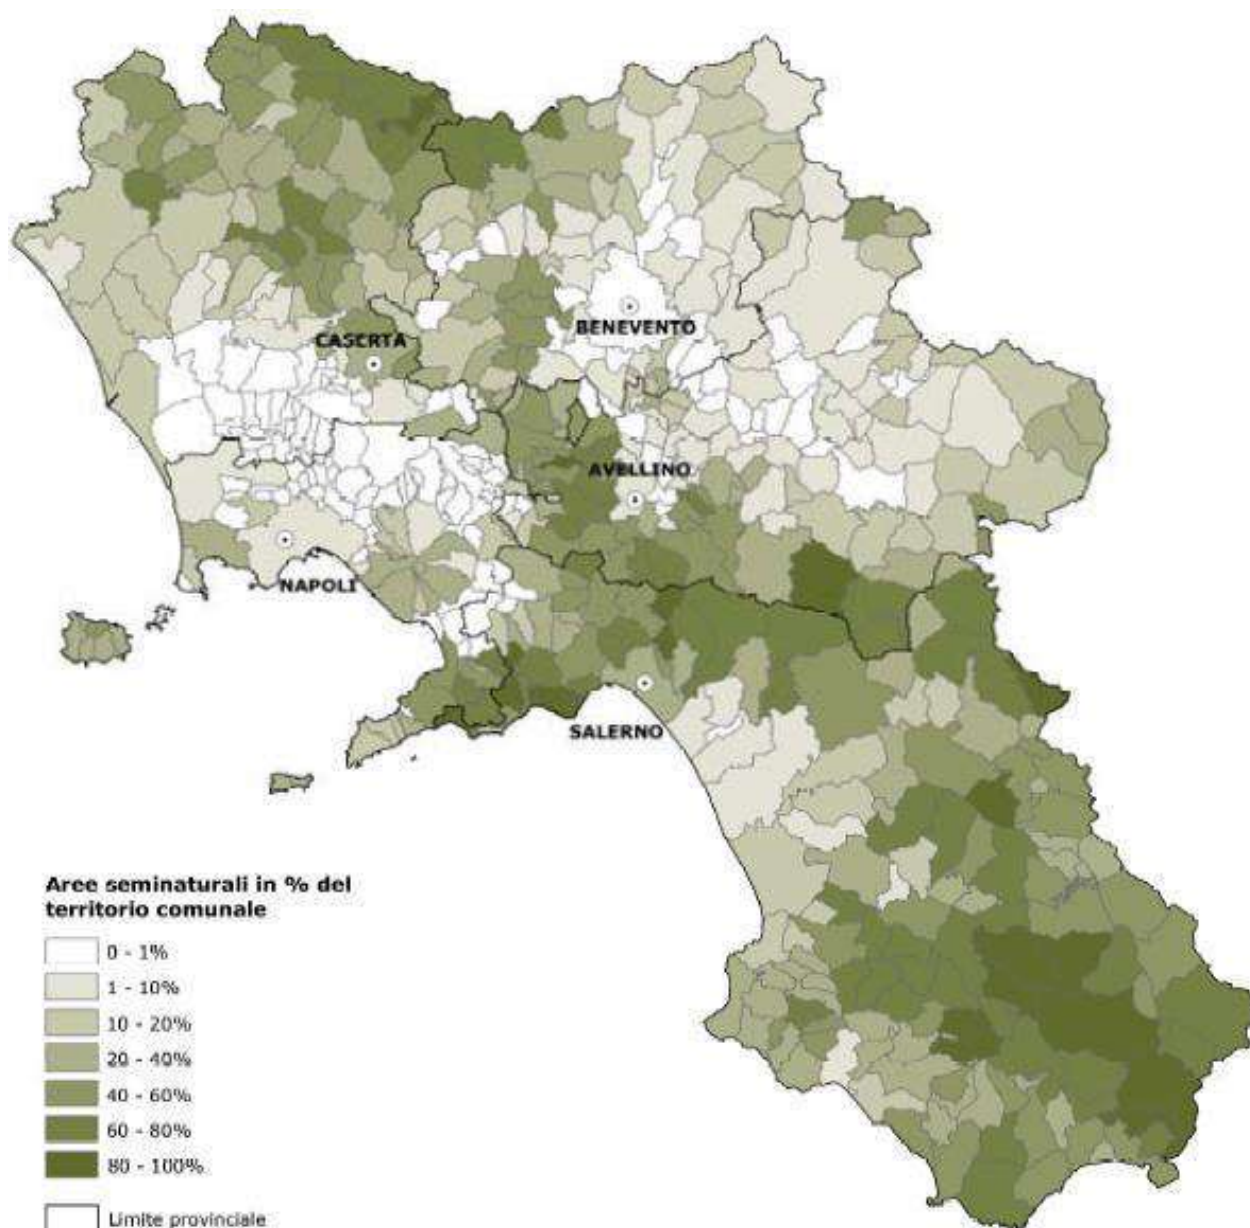 CASERTA
BENEVENTO
AVELLINO
NAPOLI
SALERNO
Aree seminaturali in % del
territorio comunale
0 - 1%
1 - 10%
10 - 20%
20 - 40%
40 - 60%
60 - 80%
80 - 100%
Limite provinciale